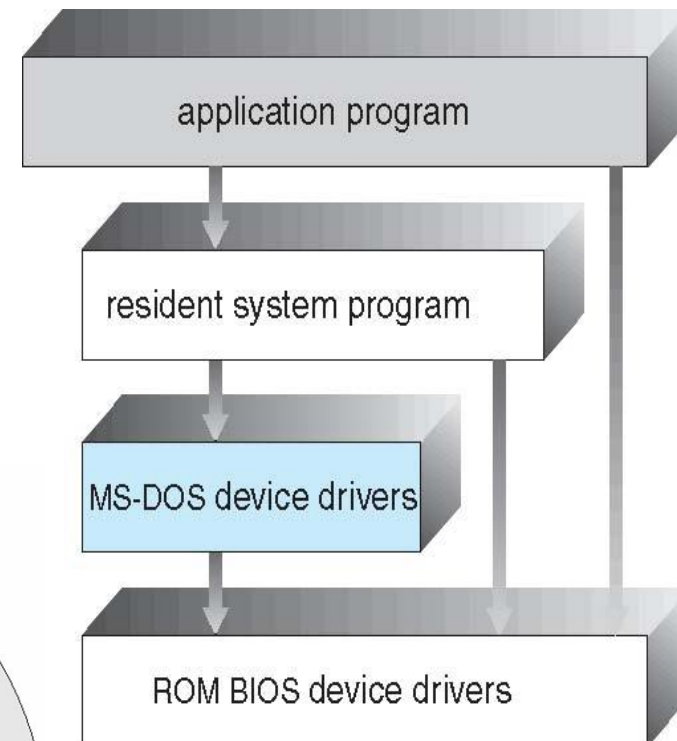 application program
resident system program
MS-DOS device drivers
ROM BIOS device drivers